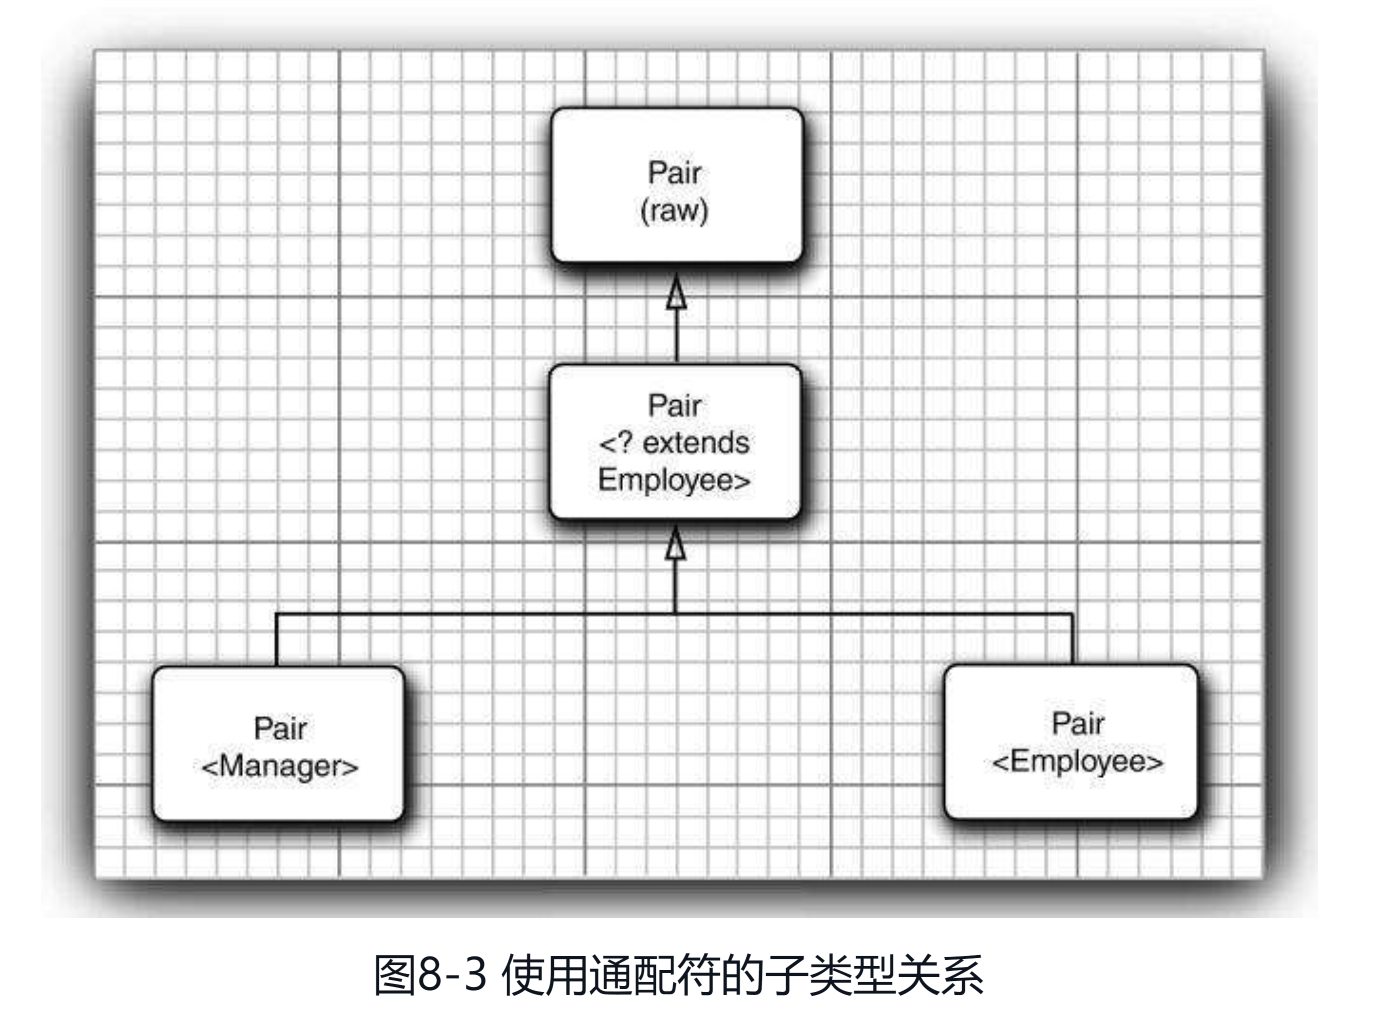 Pair
(raw)
Pair
<? extends
Employee>
Pair
<Manager>
Pair
<Employee>
图8-3 使用通配符的子类型关系